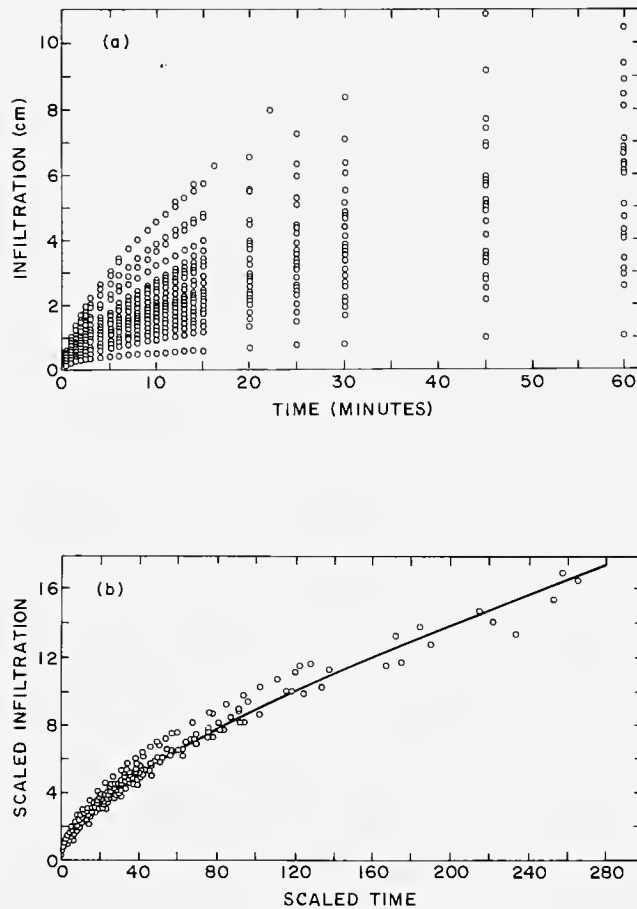 (a)
10
8
6
4
2
0
INFILTRATION (cm)
0 10 20 30 40 50 60
TIME (MINUTES)
(b)
16
12
8
4
0
SCALED INFILTRATION
0 40 80 120 160 200 240 280
SCALED TIME